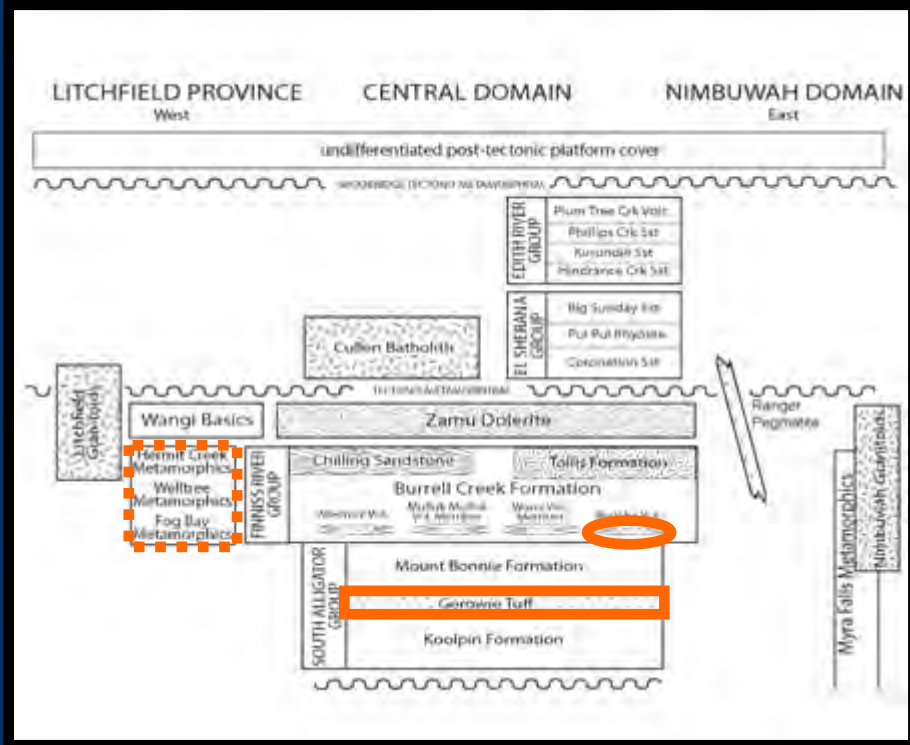 LITCHFIELD PROVINCE
West
CENTRAL DOMAIN
NIMBUWAH DOMAIN
East
undifferentiated post-tectonic platform cover
EDITH RIVER
GROUP
Plum Tree Crk Volc
Phillips Crk Sst
Kurundie Sst
Hindrance Crk Sst
EL SHERANA
GROUP
Big Sunday Fm
Pul Pul Rhyolite
Coronation Sst
Cullen Batholith
Litchfield
Granitoids
Wangi Basics
Zamu Dolerite
Ranger
Pegmatite
Hermit Creek
Metamorphics
Welltree
Metamorphics
Fog Bay
Metamorphics
FINNISS RIVER
GROUP
Chilling Sandstone
Tollis Formation
Burrell Creek Formation
SOUTH ALLIGATOR
GROUP
Mount Bonnie Formation
Gerowie Tuff
Koolpin Formation
Myra Falls Metamorphics
Nimbuwah Granitoids